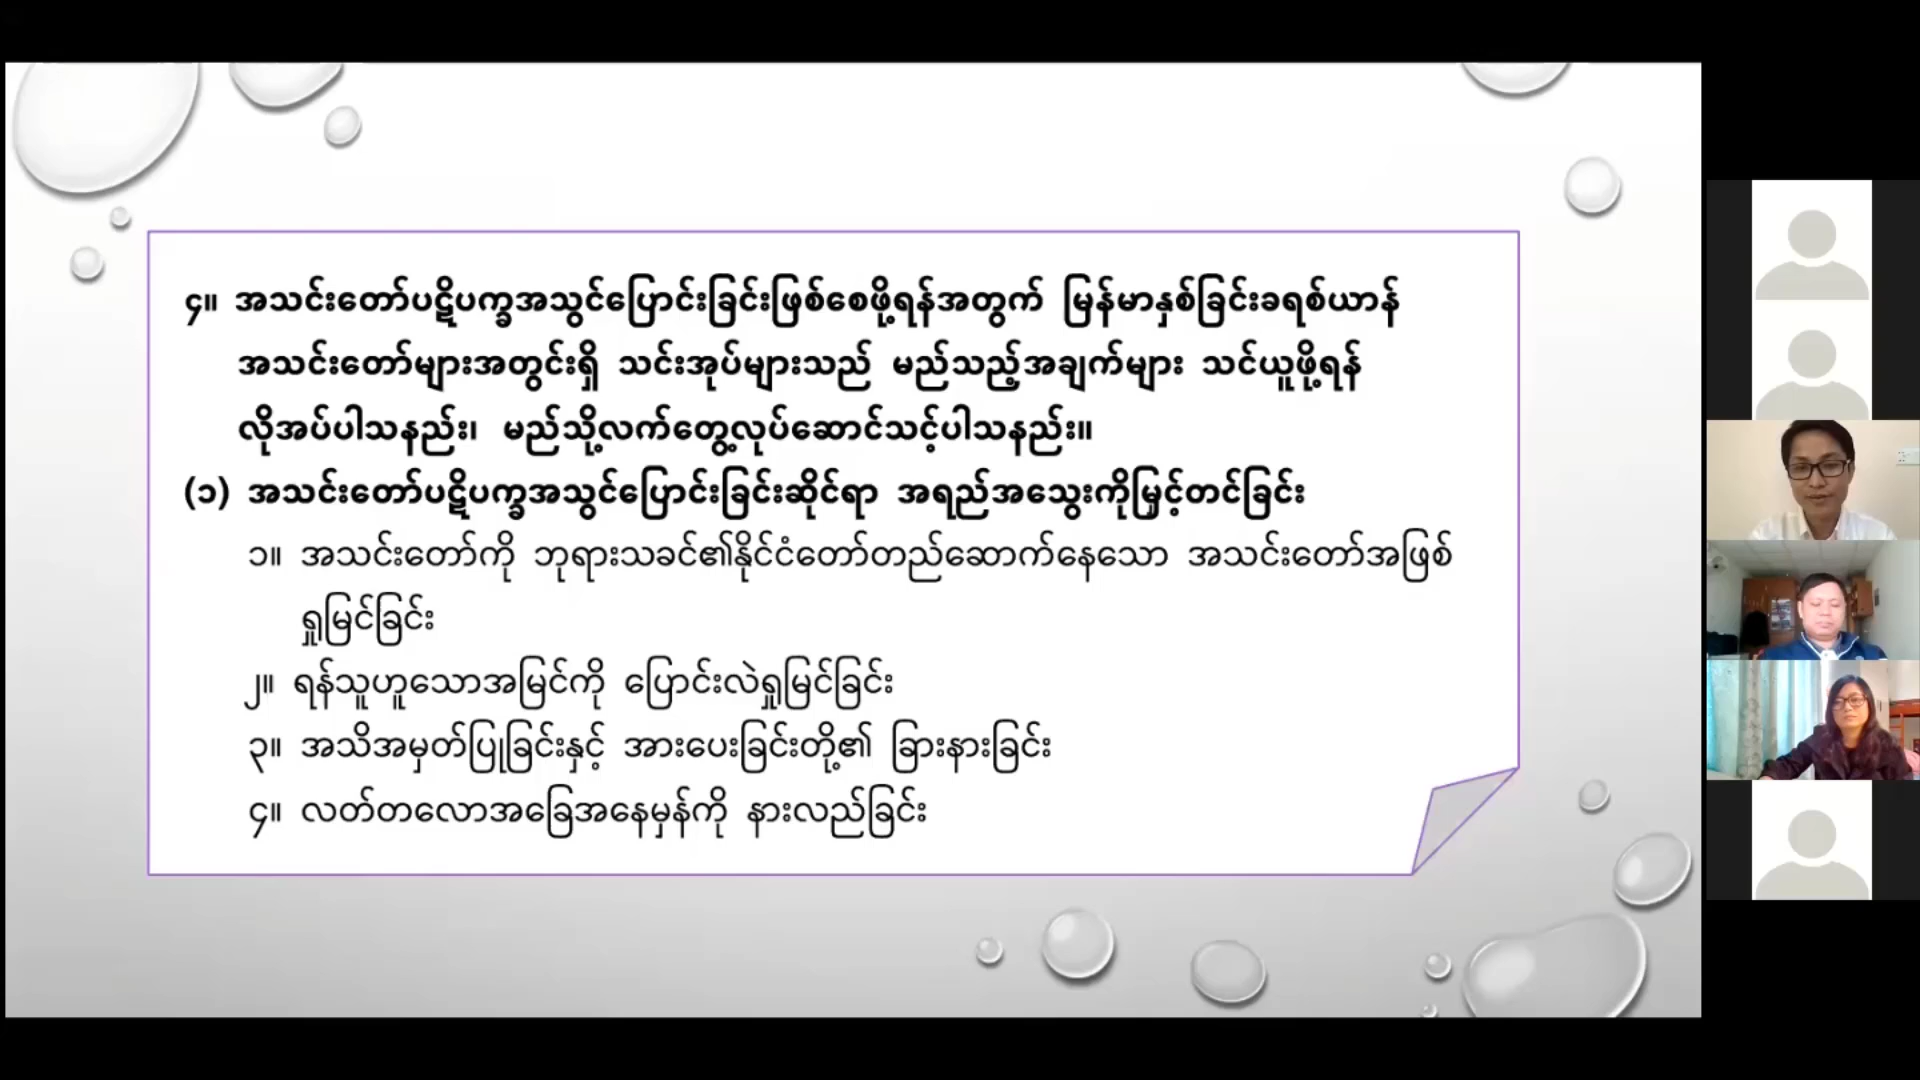 ၄။ အသင်းတော်ပဋိပက္ခအသွင်ပြောင်းခြင်းဖြစ်စေဖို့ရန်အတွက် မြန်မာနှစ်ခြင်းခရစ်ယာန်
အသင်းတော်များအတွင်းရှိ သင်းအုပ်များသည် မည်သည့်အချက်များ သင်ယူဖို့ရန်
လိုအပ်ပါသနည်း၊ မည်သို့လက်တွေ့လုပ်ဆောင်သင့်ပါသနည်း။
(၁) အသင်းတော်ပဋိပက္ခအသွင်ပြောင်းခြင်းဆိုင်ရာ အရည်အသွေးကိုမြှင့်တင်ခြင်း
၁။ အသင်းတော်ကို ဘုရားသခင်၏နိုင်ငံတော်တည်ဆောက်နေသော အသင်းတော်အဖြစ်
ရှုမြင်ခြင်း
၂။ ရန်သူဟူသောအမြင်ကို ပြောင်းလဲရှုမြင်ခြင်း
၃။ အသိအမှတ်ပြုခြင်းနှင့် အားပေးခြင်းတို့၏ ခြားနားခြင်း
၄။ လတ်တလောအခြေအနေမှန်ကို နားလည်ခြင်း